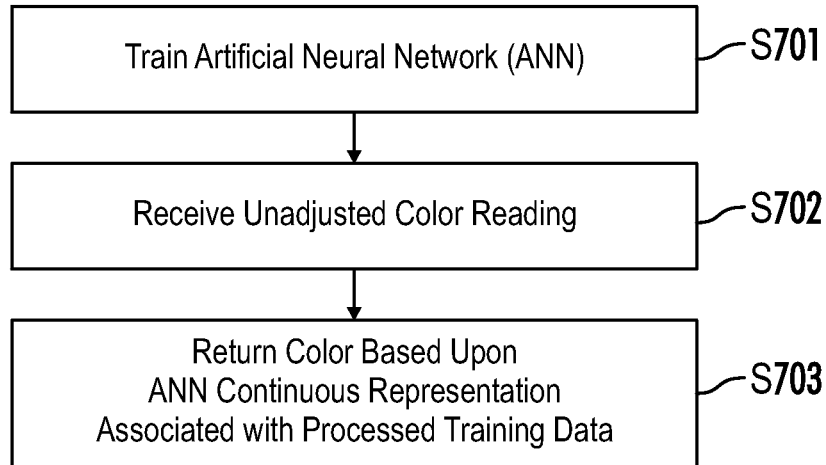 Train Artificial Neural Network (ANN)
S701
Receive Unadjusted Color Reading
S702
Return Color Based Upon
ANN Continuous Representation
Associated with Processed Training Data
S703